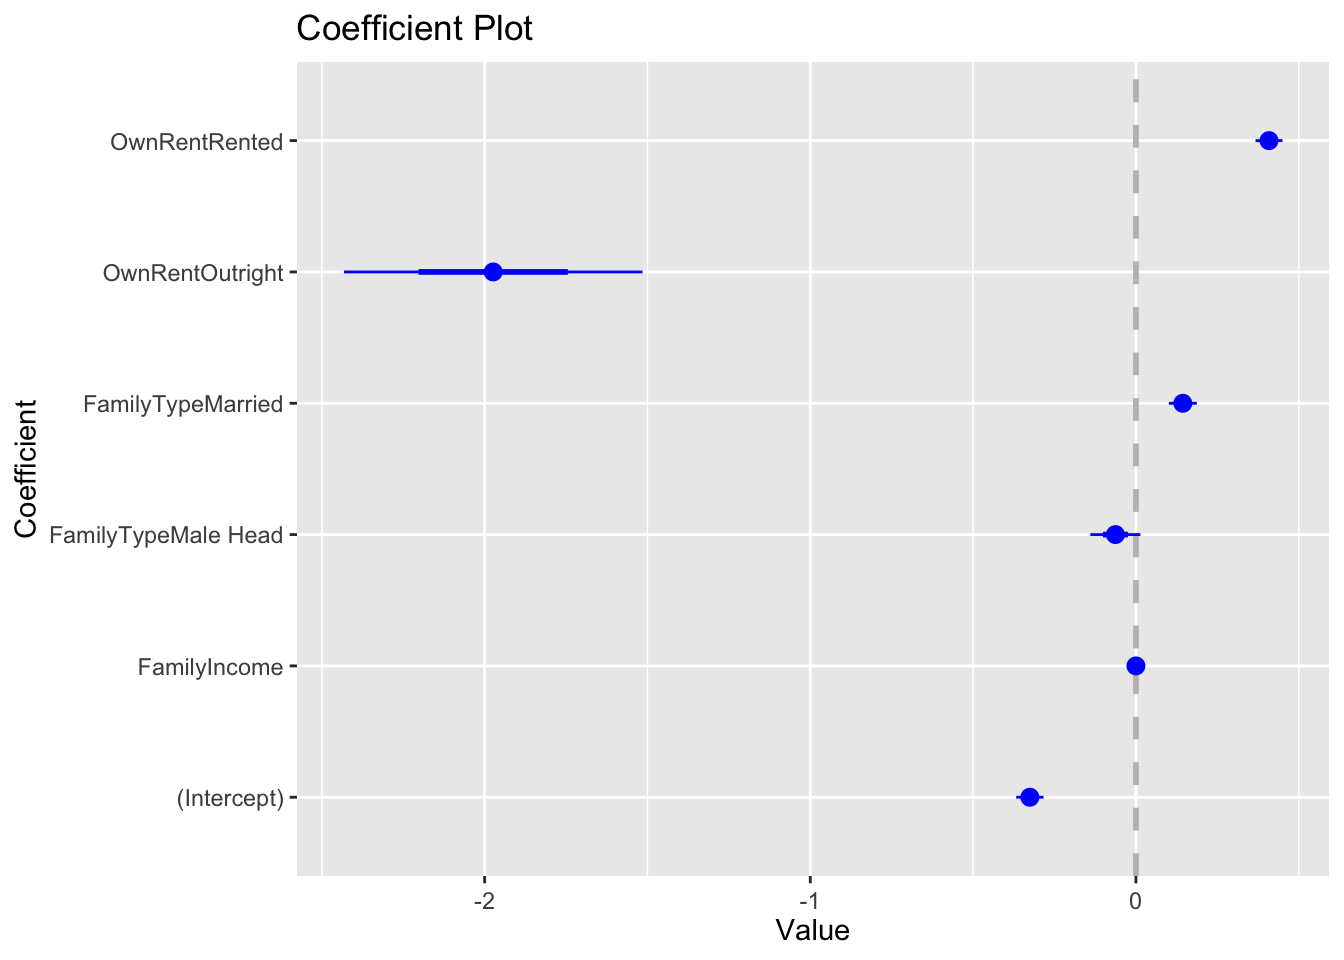 Coefficient Plot
OwnRentRented
OwnRentOutright
FamilyTypeMarried
FamilyTypeMale Head
FamilyIncome
(Intercept)
Coefficient
-2
-1
0
Value